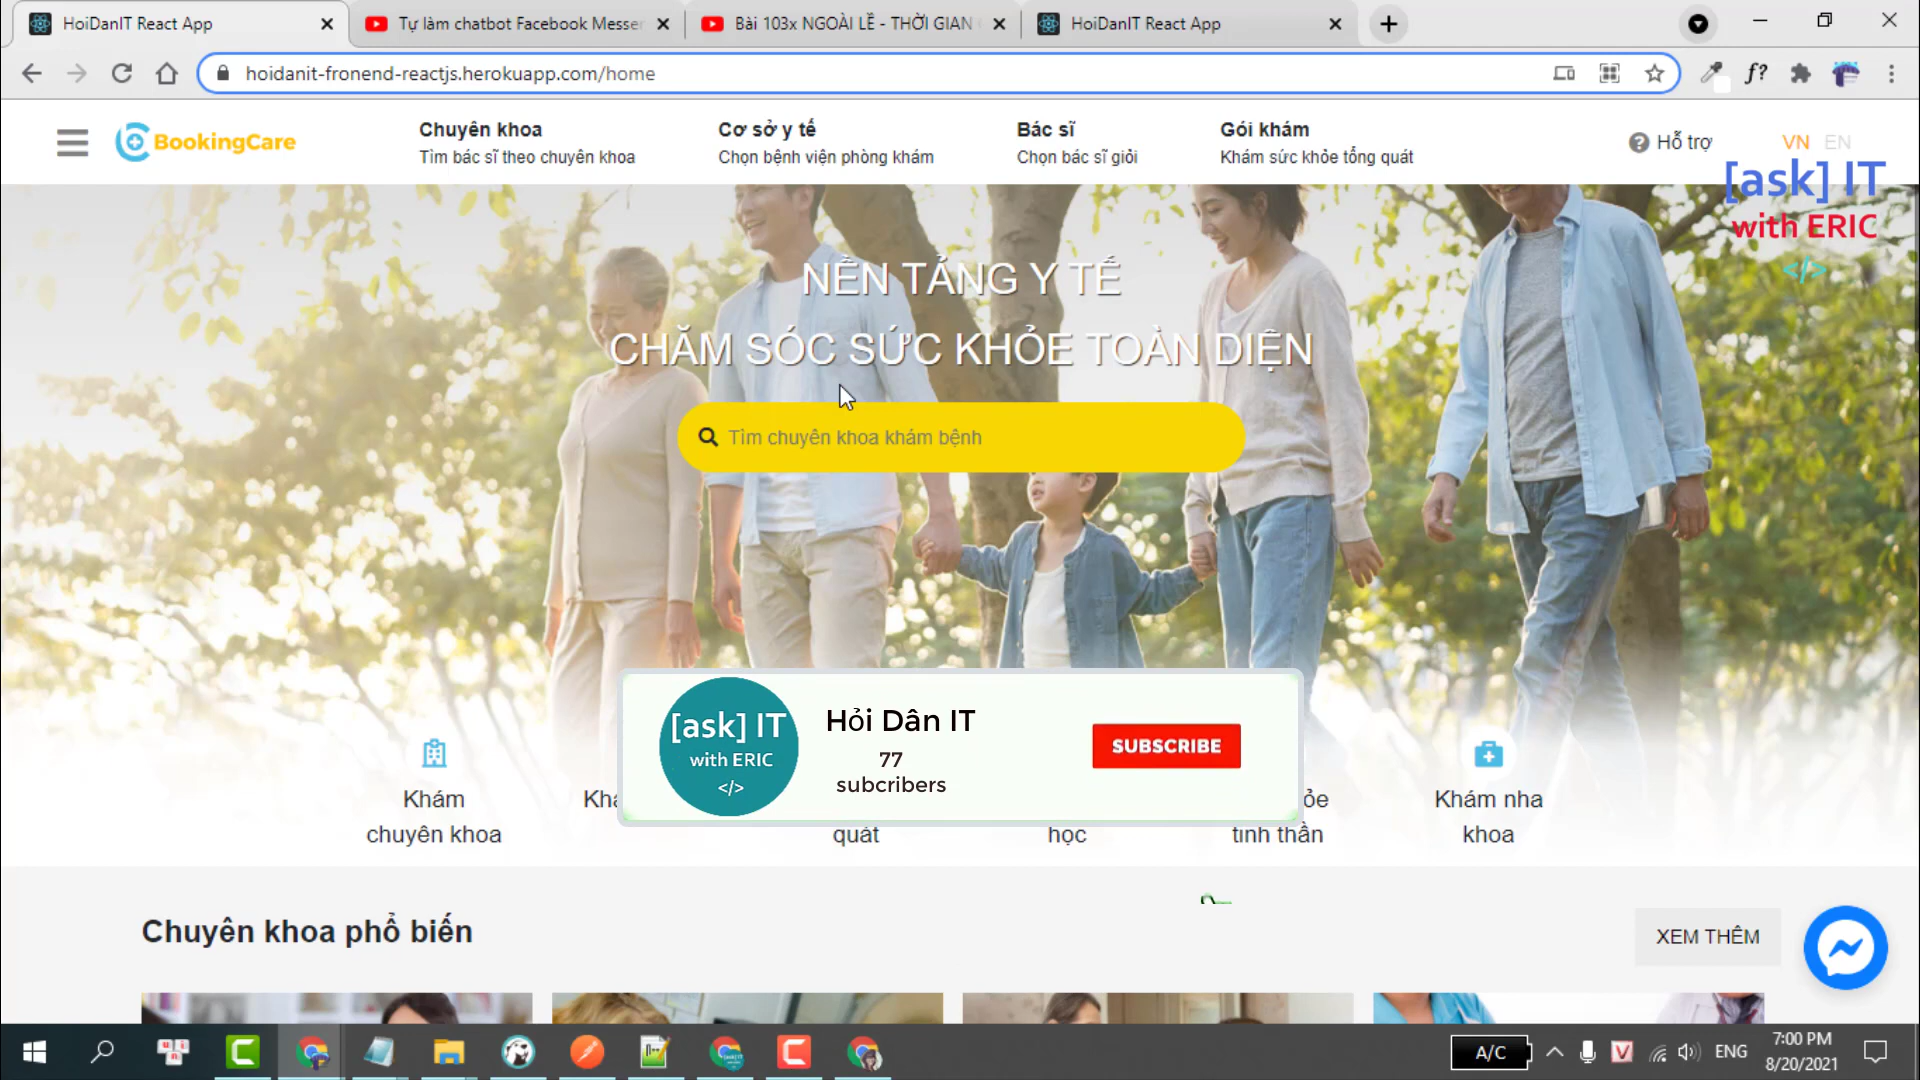 HoiDanIT React App
Tự làm chatbot Facebook Messer
Bài 103x NGOÀI LỀ - THỜI GIAN
HoiDanIT React App
hoidanit-fronend-reactjs.herokuapp.com/home
f?
BookingCare
Chuyên khoa
Tìm bác sĩ theo chuyên khoa
Cơ sở y tế
Chọn bệnh viện phòng khám
Bác sĩ
Chọn bác sĩ giỏi
Gói khám
Khám sức khỏe tổng quát
Hỗ trợ
VN EN
[ask] IT
with ERIC
</>
NỀN TẢNG Y TẾ
CHĂM SÓC SỨC KHỎE TOÀN DIỆN
Tìm chuyên khoa khám bệnh
[ask] IT
with ERIC
</>
Hỏi Dân IT
77
subcribers
SUBSCRIBE
Khám
chuyên khoa
quát
học
tinh thần
Khám nha
khoa
Chuyên khoa phổ biến
XEM THÊM
A/C
ENG
7:00 PM
8/20/2021